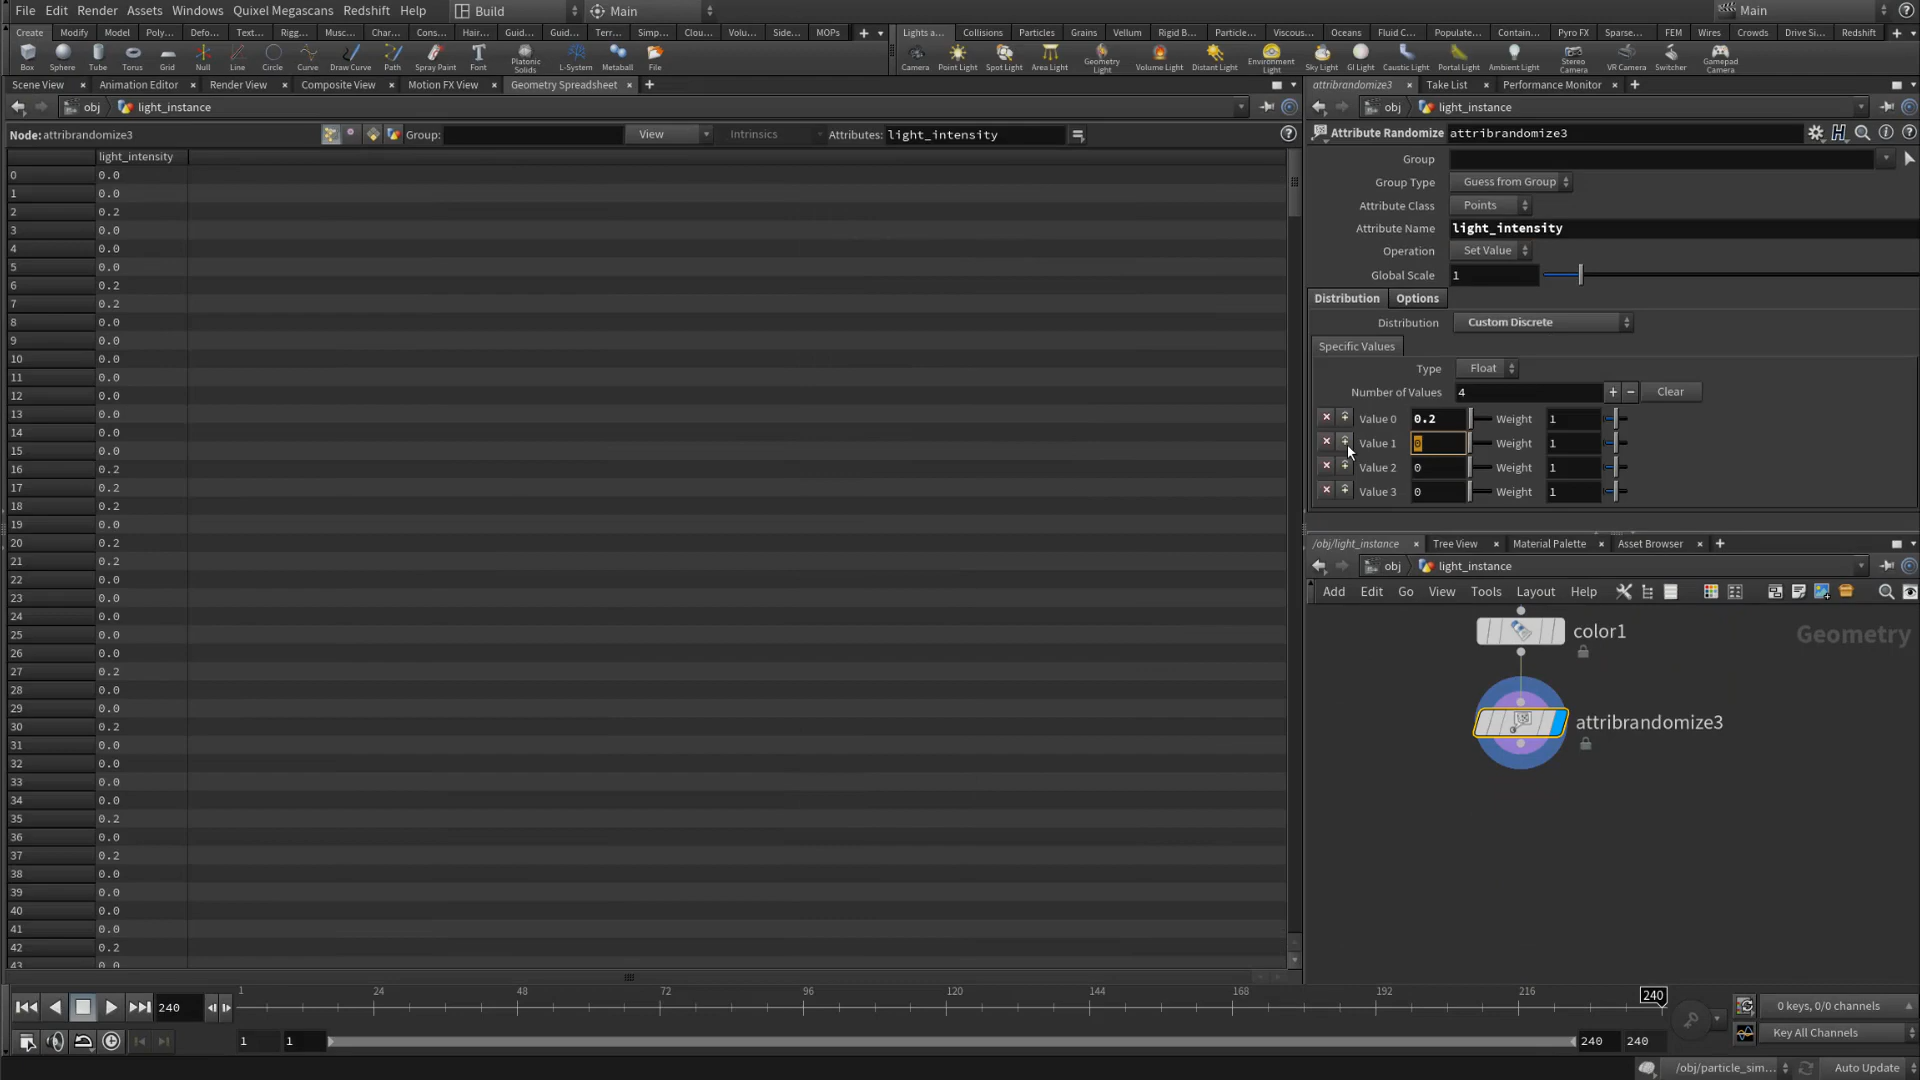 File Edit Render Assets Windows Quixel Megascans Redshift Help Build Main Main
Create Modify Model Poly... Defo... Text... Rigg... Musc... Char... Cons... Hair... Guid... Guid... Terr... Simp... Clou... Volu... Side... MOPs Lights a... Collisions Particles Grains Vellum Rigid B... Particle... Viscous... Oceans Fluid C... Populate... Contain... Pyro FX Sparse... FEM Wires Crowds Drive Si... Redshift
Box Sphere Tube Torus Grid Null Line Circle Curve Draw Curve Path Spray Paint Font Platonic Solids L-System Metaball File Camera Point Light Spot Light Area Light Geometry Light Volume Light Distant Light Environment Light Sky Light GI Light Caustic Light Portal Light Ambient Light Stereo Camera VR Camera Switcher Gamepad Camera
Scene View Animation Editor Render View Composite View Motion FX View Geometry Spreadsheet
obj light_instance
Node: attribrandomize3 Group: View Intrinsics Attributes: light_intensity
light_intensity
0 0.0
1 0.0
2 0.2
3 0.0
4 0.0
5 0.0
6 0.2
7 0.2
8 0.0
9 0.0
10 0.0
11 0.0
12 0.0
13 0.0
14 0.0
15 0.0
16 0.2
17 0.2
18 0.2
19 0.0
20 0.2
21 0.2
22 0.0
23 0.0
24 0.0
25 0.0
26 0.0
27 0.2
28 0.0
29 0.0
30 0.2
31 0.0
32 0.0
33 0.0
34 0.0
35 0.2
36 0.0
37 0.2
38 0.0
39 0.0
40 0.0
41 0.0
42 0.2
43 0.0
attribrandomize3 Take List Performance Monitor
obj light_instance
Attribute Randomize attribrandomize3
Group
Group Type Guess from Group
Attribute Class Points
Attribute Name light_intensity
Operation Set Value
Global Scale 1
Distribution Options
Distribution Custom Discrete
Specific Values
Type Float
Number of Values 4 Clear
Value 0 0.2 Weight 1
Value 1 0 Weight 1
Value 2 0 Weight 1
Value 3 0 Weight 1
/obj/light_instance Tree View Material Palette Asset Browser
obj light_instance
Add Edit Go View Tools Layout Help
color1
Geometry
attribrandomize3
240 1 24 48 72 96 120 144 168 192 216 240
0 keys, 0/0 channels
1 1 240 240 Key All Channels
/obj/particle_sim... Auto Update